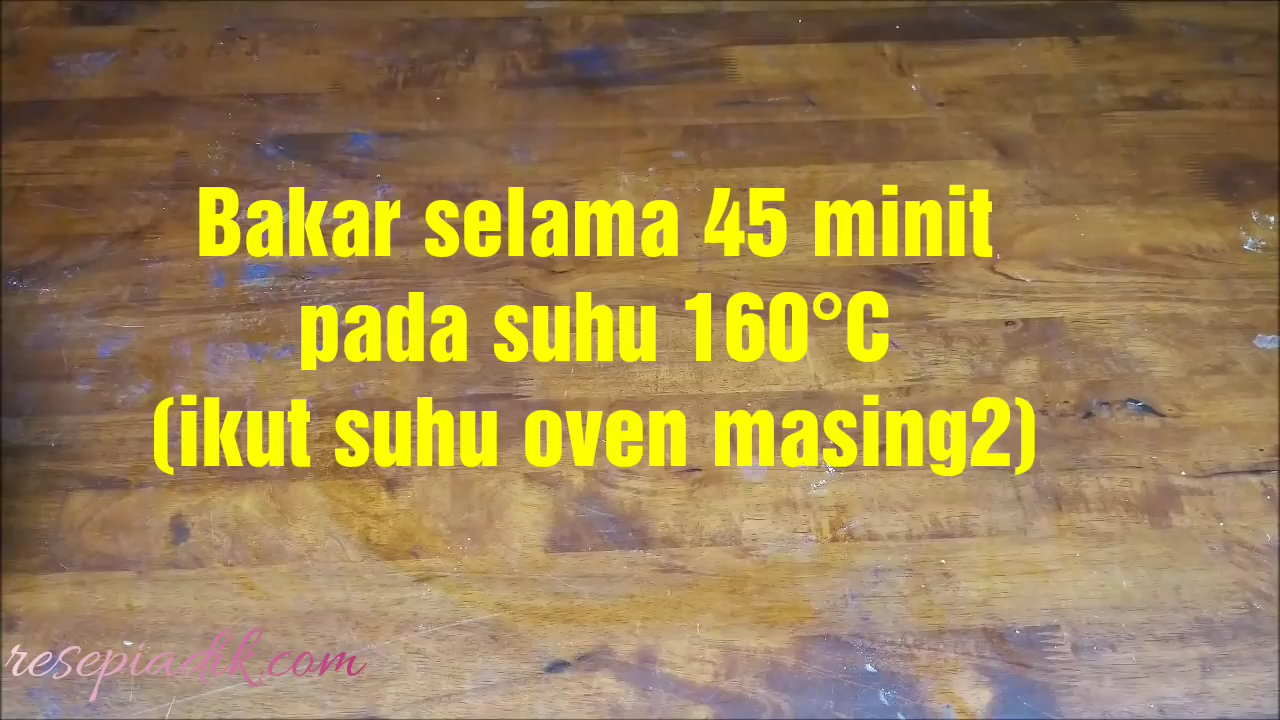 Bakar selama 45 minit
pada suhu 160°C
(ikut suhu oven masing2)
resepiadik.com